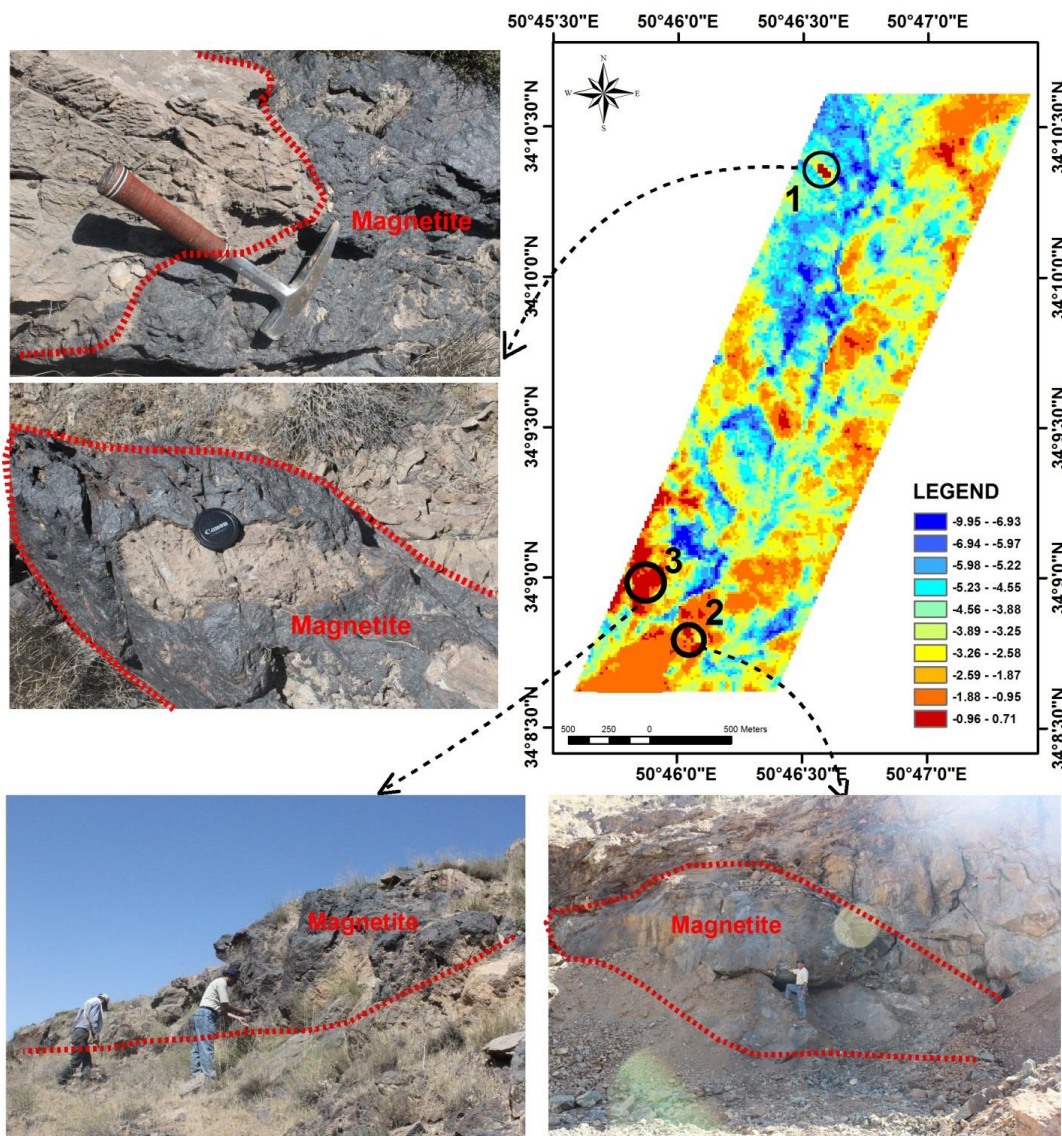 50°45'30"E 50°46'0"E 50°46'30"E 50°47'0"E
N
W E
S
34°10'30"N 34°10'30"N
1
Magnetite
34°10'0"N 34°10'0"N
34°9'30"N 34°9'30"N
Canon
LEGEND
-9.95 - -6.93
-6.94 - -5.97
-5.98 - -5.22
-5.23 - -4.55
-4.56 - -3.88
-3.89 - -3.25
-3.26 - -2.58
-2.59 - -1.87
-1.88 - -0.95
-0.96 - 0.71
3
34°9'0"N 34°9'0"N
2
Magnetite
500 250 0 500 Meters
34°8'30"N 34°8'30"N
50°46'0"E 50°46'30"E 50°47'0"E
Magnetite
Magnetite